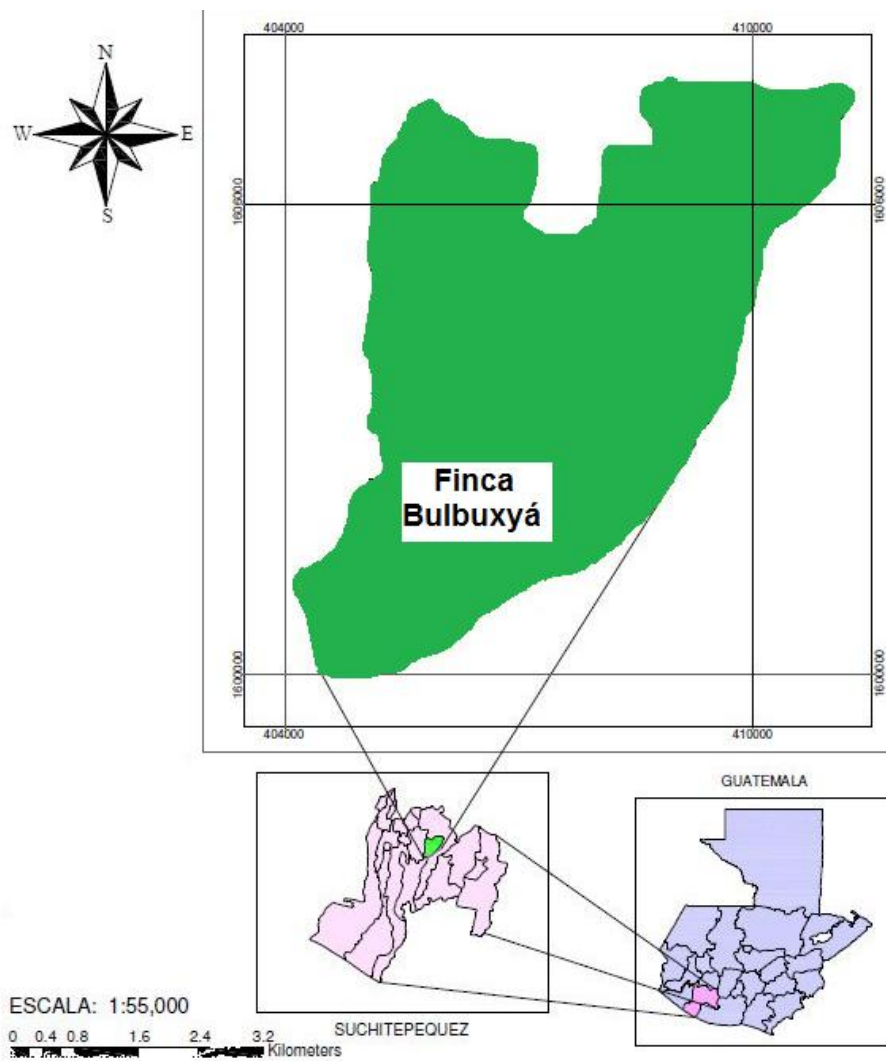 404000
410000
N
W
E
S
1606000
1606000
Finca
Bulbuxyá
1600000
1600000
404000
410000
GUATEMALA
ESCALA: 1:55,000
0 0.4 0.8 1.6 2.4 3.2
Kilometers
SUCHITEPEQUEZ